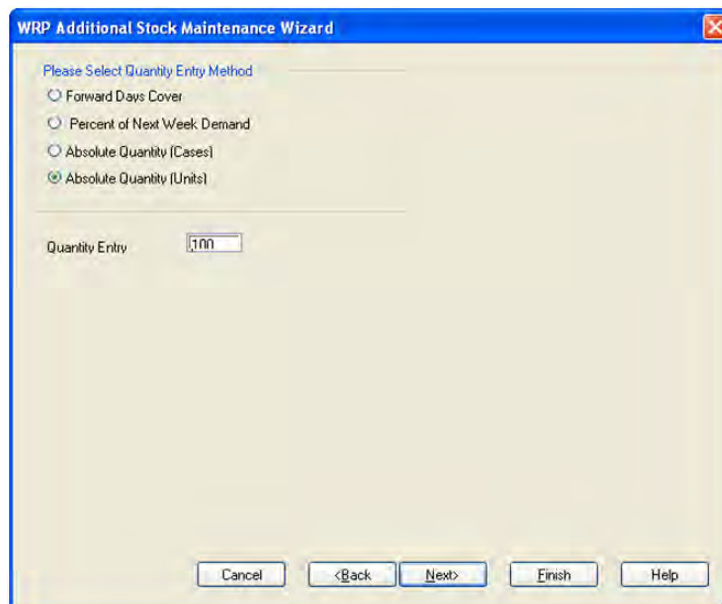 WRP Additional Stock Maintenance Wizard
Please Select Quantity Entry Method
Forward Days Cover
Percent of Next Week Demand
Absolute Quantity (Cases)
Absolute Quantity (Units)
Quantity Entry 100
Cancel <Back Next> Finish Help